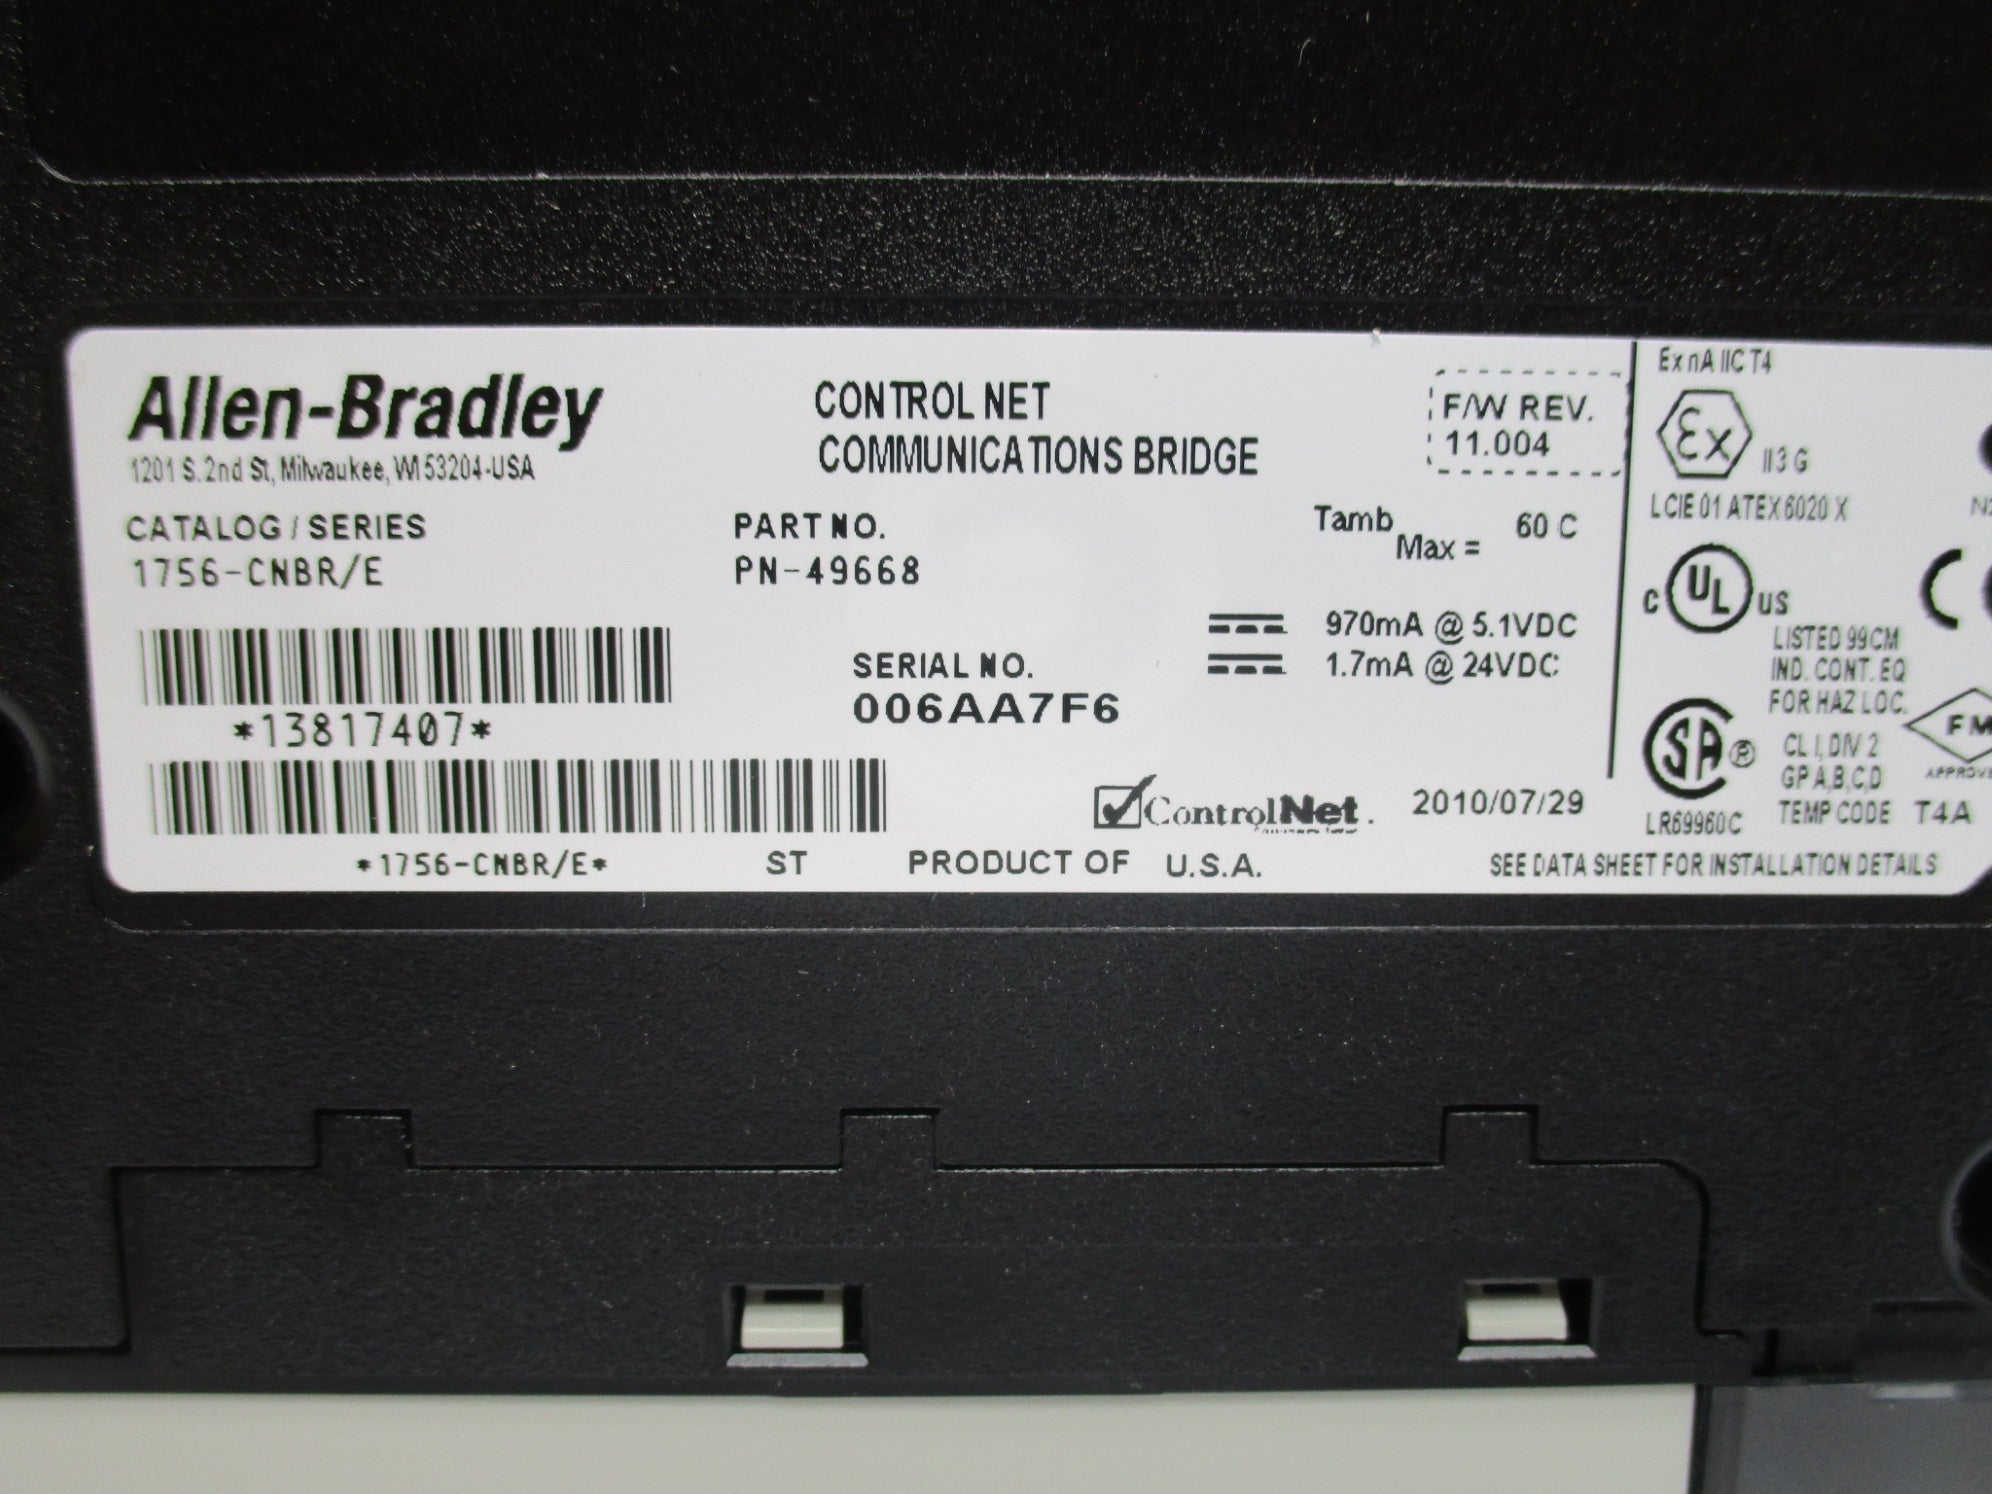 Allen-Bradley
1201 S. 2nd St, Milwaukee, WI 53204-USA
CATALOG / SERIES
1756-CNBR/E
*13817407*
*1756-CNBR/E*
CONTROL NET
COMMUNICATIONS BRIDGE
PART NO.
PN-49668
SERIAL NO.
006AA7F6
F/W REV.
11.004
Tamb Max = 60 C
970mA @ 5.1VDC
1.7mA @ 24VDC
ControlNet.
2010/07/29
ST
PRODUCT OF U.S.A.
Ex nA IIC T4
Ex II 3 G
LCIE 01 ATEX 6020 X
C UL US
LISTED 99CM
IND. CONT. EQ
FOR HAZ LOC.
SA ®
CL I, DIV 2
GP A,B,C,D
TEMP CODE T4A
LR69960C
FM
SEE DATA SHEET FOR INSTALLATION DETAILS